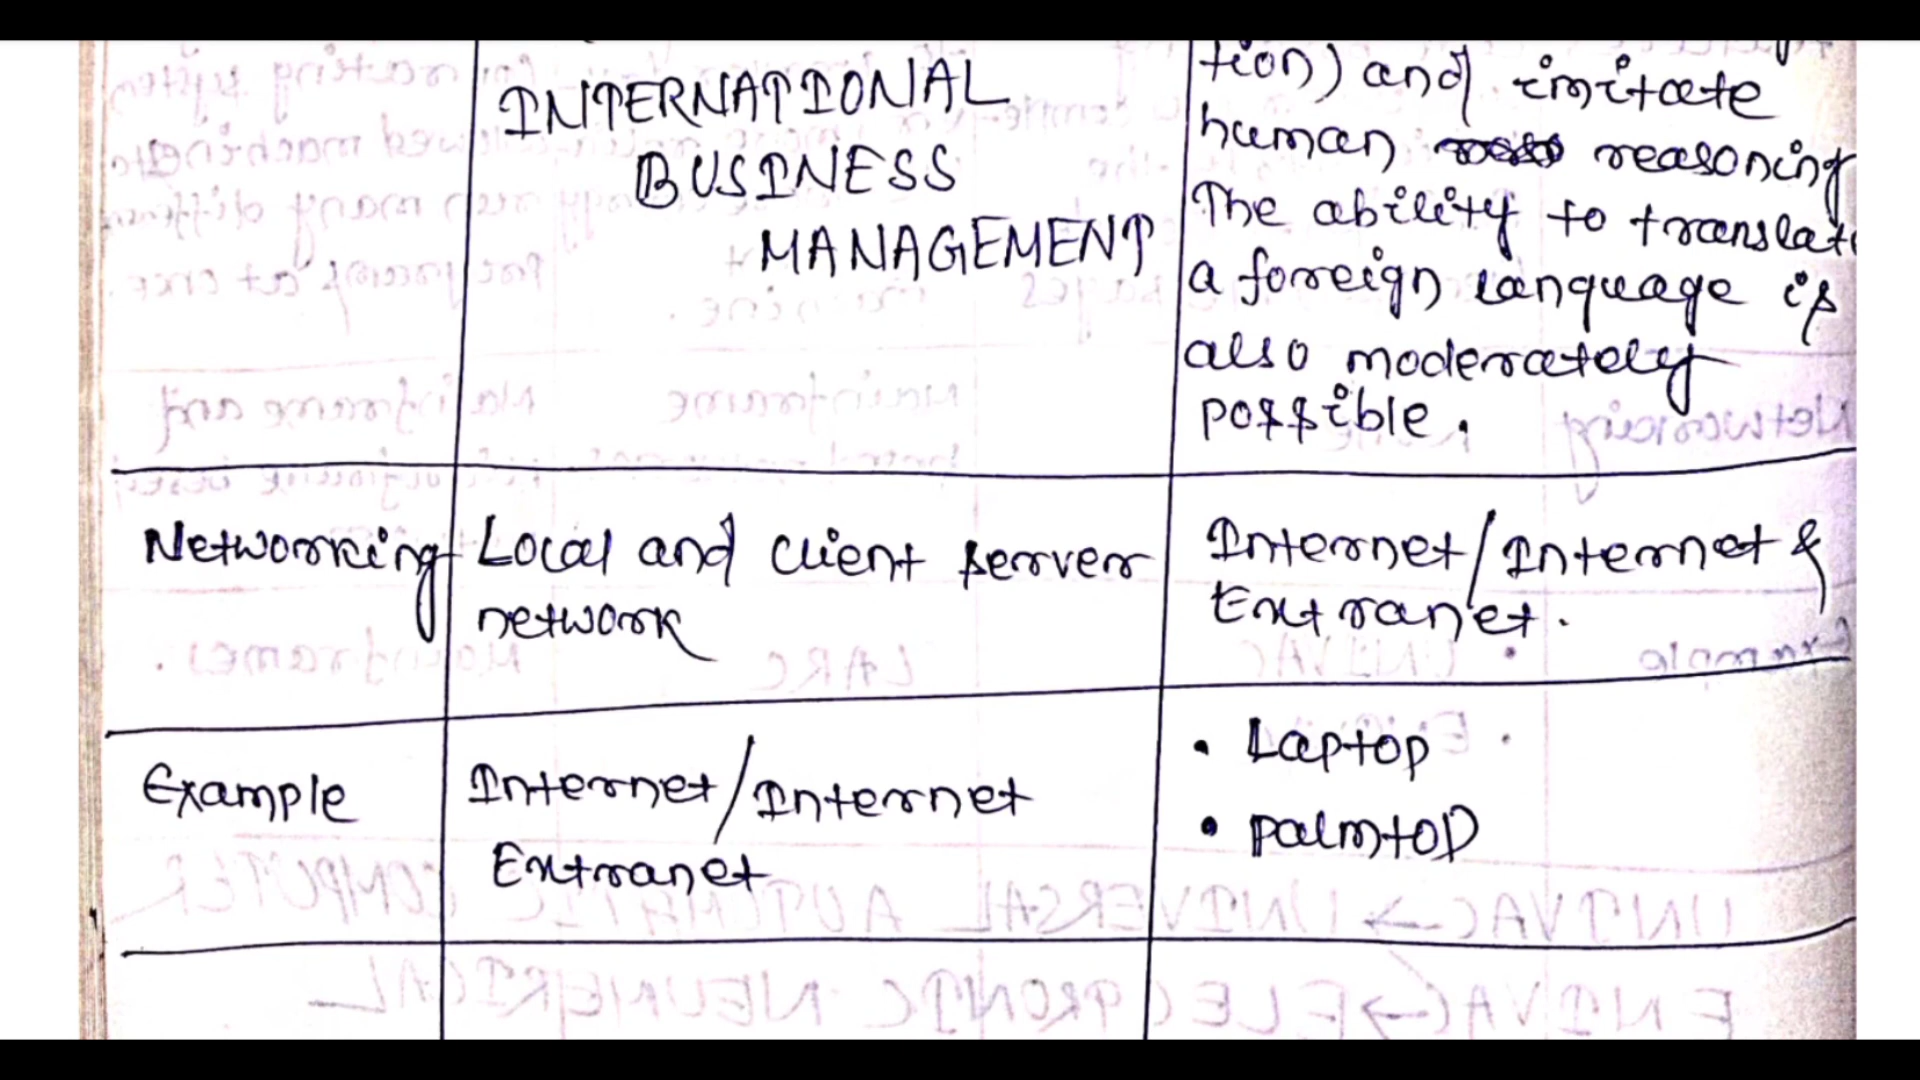 INTERNATIONAL
BUSINESS
MANAGEMENT
tion) and imitate
human reasoning
The ability to translate
a foreign language is
also moderately
possible.
Networking
Local and client server
network
Internet/Internet &
Extranet.
Example
Internet/Internet
Extranet
• Laptop
• palmtop